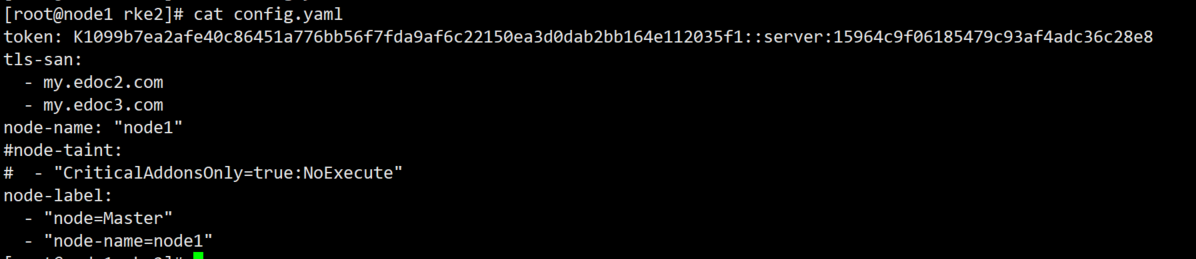 [root@node1 rke2]# cat config.yaml
token: K1099b7ea2afe40c86451a776bb56f7fda9af6c22150ea3d0dab2bb164e112035f1::server:15964c9f06185479c93af4adc36c28e8
tls-san:
  - my.edoc2.com
  - my.edoc3.com
node-name: "node1"
#node-taint:
#  - "CriticalAddonsOnly=true:NoExecute"
node-label:
  - "node=Master"
  - "node-name=node1"